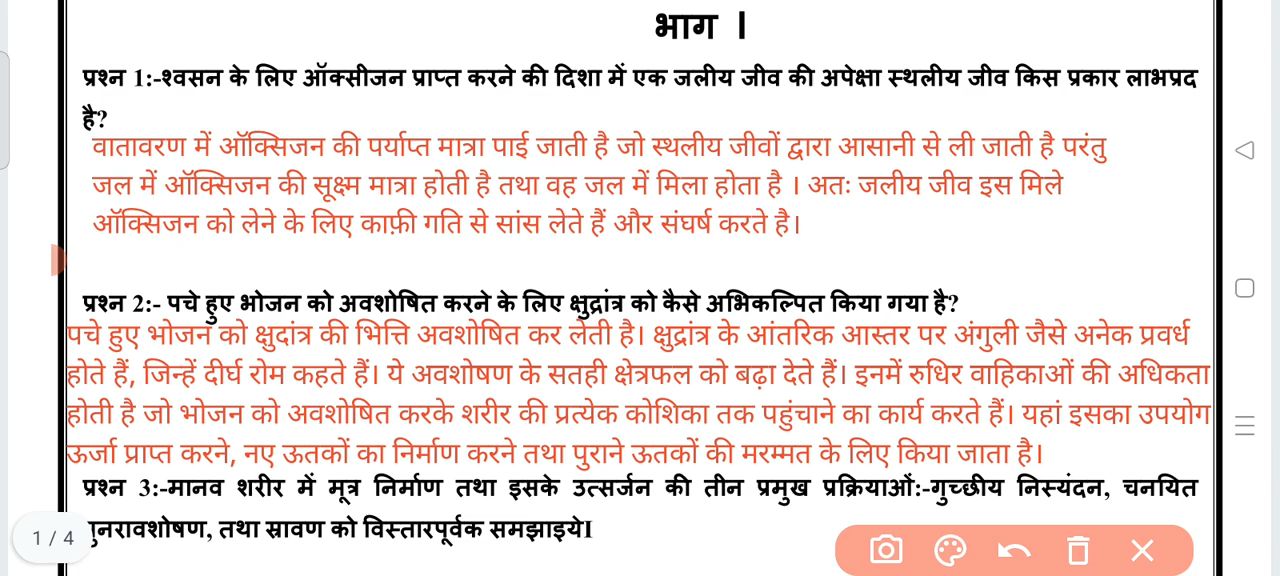 भाग I
प्रश्न 1:-श्वसन के लिए ऑक्सीजन प्राप्त करने की दिशा में एक जलीय जीव की अपेक्षा स्थलीय जीव किस प्रकार लाभप्रद
है?
वातावरण में ऑक्सिजन की पर्याप्त मात्रा पाई जाती है जो स्थलीय जीवों द्वारा आसानी से ली जाती है परंतु
जल में ऑक्सिजन की सूक्ष्म मात्रा होती है तथा वह जल में मिला होता है । अतः जलीय जीव इस मिले
ऑक्सिजन को लेने के लिए काफ़ी गति से सांस लेते हैं और संघर्ष करते है।
प्रश्न 2:- पचे हुए भोजन को अवशोषित करने के लिए क्षुद्रांत्र को कैसे अभिकल्पित किया गया है?
पचे हुए भोजन को क्षुदांत्र की भित्ति अवशोषित कर लेती है। क्षुद्रांत्र के आंतरिक आस्तर पर अंगुली जैसे अनेक प्रवर्ध
होते हैं, जिन्हें दीर्घ रोम कहते हैं। ये अवशोषण के सतही क्षेत्रफल को बढ़ा देते हैं। इनमें रुधिर वाहिकाओं की अधिकता
होती है जो भोजन को अवशोषित करके शरीर की प्रत्येक कोशिका तक पहुंचाने का कार्य करते हैं। यहां इसका उपयोग
ऊर्जा प्राप्त करने, नए ऊतकों का निर्माण करने तथा पुराने ऊतकों की मरम्मत के लिए किया जाता है।
प्रश्न 3:-मानव शरीर में मूत्र निर्माण तथा इसके उत्सर्जन की तीन प्रमुख प्रक्रियाओं:-गुच्छीय निस्यंदन, चनयित
पुनरावशोषण, तथा स्रावण को विस्तारपूर्वक समझाइयेI
1 / 4